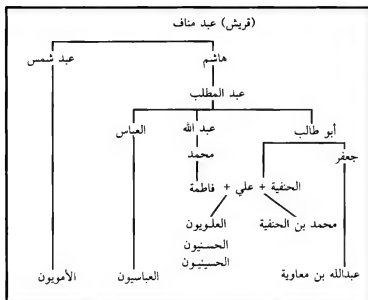 (قريش) عبد مناف
هاشم عبد شمس
عبد المطلب
أبو طالب عبد الله العباس
جعفر محمد
الحنفية + علي + فاطمة
محمد بن الحنفية العلويون
الحسنيون
الحسينيون
عبدالله بن معاوية العباسيون الأمويون